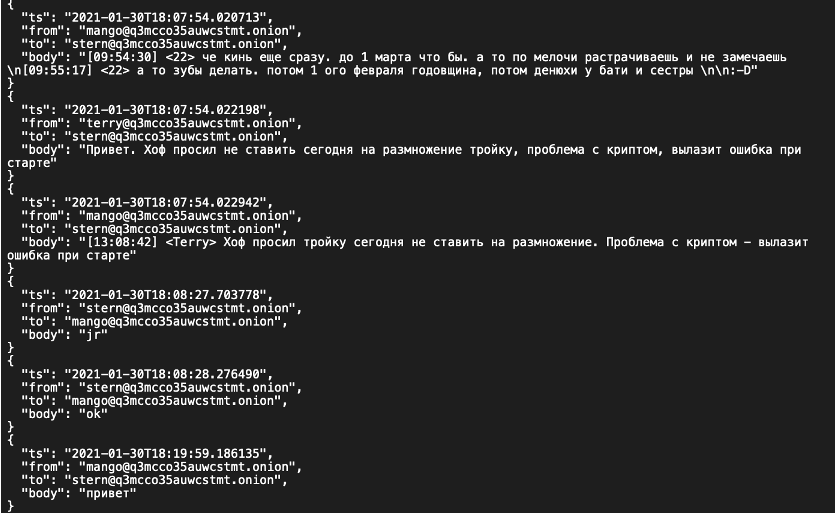 {
"ts": "2021-01-30T18:07:54.020713",
"from": "mango@q3mcco35auwcstmt.onion",
"to": "stern@q3mcco35auwcstmt.onion",
"body": "[09:54:30] <22> че кинь еще сразу. до 1 марта что бы. а то по мелочи растрачиваешь и не замечаешь
\n[09:55:17] <22> а то зубы делать. потом 1 ого февраля годовщина, потом денюхи у бати и сестры \n\n:-D"
}
{
"ts": "2021-01-30T18:07:54.022198",
"from": "terry@q3mcco35auwcstmt.onion",
"to": "stern@q3mcco35auwcstmt.onion",
"body": "Привет. Хоф просил не ставить сегодня на размножение тройку, проблема с криптом, вылазит ошибка при
старте"
}
{
"ts": "2021-01-30T18:07:54.022942",
"from": "mango@q3mcco35auwcstmt.onion",
"to": "stern@q3mcco35auwcstmt.onion",
"body": "[13:08:42] <Terry> Хоф просил тройку сегодня не ставить на размножение. Проблема с криптом - вылазит
ошибка при старте"
}
{
"ts": "2021-01-30T18:08:27.703778",
"from": "stern@q3mcco35auwcstmt.onion",
"to": "mango@q3mcco35auwcstmt.onion",
"body": "jr"
}
{
"ts": "2021-01-30T18:08:28.276490",
"from": "stern@q3mcco35auwcstmt.onion",
"to": "mango@q3mcco35auwcstmt.onion",
"body": "ok"
}
{
"ts": "2021-01-30T18:19:59.186135",
"from": "mango@q3mcco35auwcstmt.onion",
"to": "stern@q3mcco35auwcstmt.onion",
"body": "привет"
}